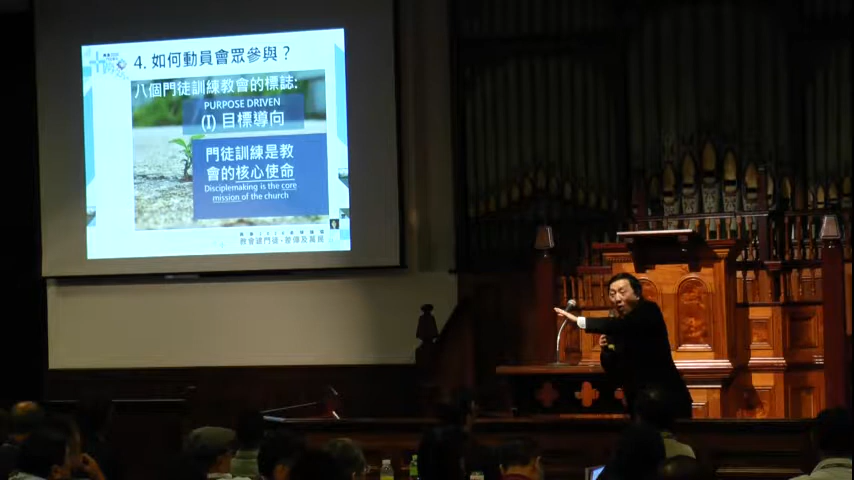 4. 如何動員會眾參與？
八個門徒訓練教會的標誌:
PURPOSE DRIVEN
(I) 目標導向
門徒訓練是教
會的核心使命
Disciplemaking is the core
mission of the church